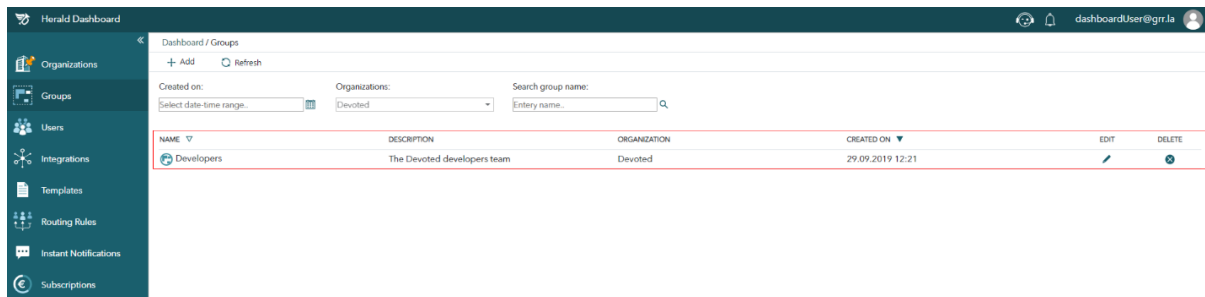 Herald Dashboard
dashboardUser@grr.la
Organizations
Groups
Users
Integrations
Templates
Routing Rules
Instant Notifications
Subscriptions
Dashboard / Groups
Add Refresh
Created on: Organizations: Search group name:
Select date-time range.. Devoted Entery name..
NAME DESCRIPTION ORGANIZATION CREATED ON EDIT DELETE
Developers The Devoted developers team Devoted 29.09.2019 12:21